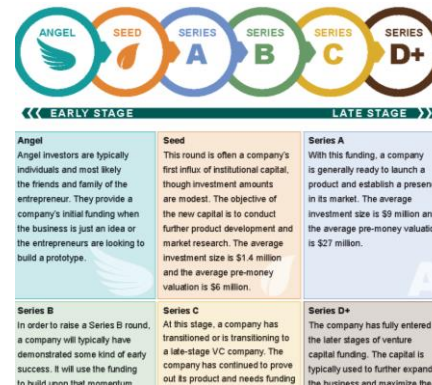 ANGEL
SEED
SERIES
A
SERIES
B
SERIES
C
SERIES
D+
EARLY STAGE
LATE STAGE
Angel
Angel investors are typically
individuals and most likely
the friends and family of the
entrepreneur. They provide a
company's initial funding when
the business is just an idea or
the entrepreneurs are looking to
build a prototype.
Seed
This round is often a company's
first influx of institutional capital,
though investment amounts
are modest. The objective of
the new capital is to conduct
further product development and
market research. The average
investment size is $1.4 million
and the average pre-money
valuation is $6 million.
Series A
With this funding, a company
is generally ready to launch a
product and establish a
in its market. The average
investment size is $9 million
the average pre-money
is $27 million.
Series B
In order to raise a Series B round,
a company will typically have
demonstrated some kind of early
success. It will use the funding
to build upon that momentum
Series C
At this stage, a company has
transitioned or is transitioning to
a late-stage VC company. The
company has continued to prove
out its product and needs funding
Series D+
The company has fully entered
the later stages of venture
capital funding. The capital is
typically used to further expand
the business and maximize the